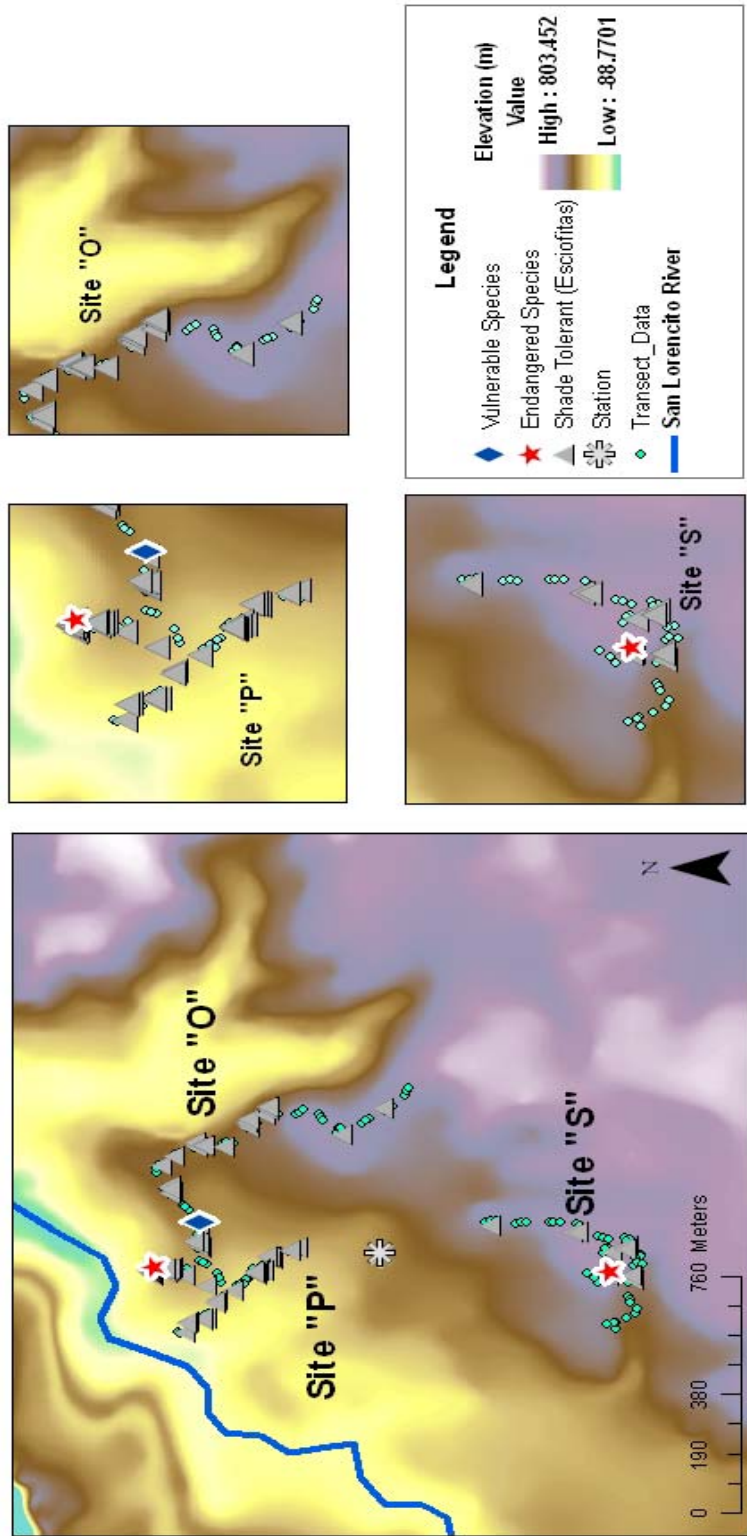 Site "O"
Site "P"
Site "S"
N
0 190 380 760 Meters
Site "P"
Site "O"
Site "S"
Legend
Vulnerable Species
Endangered Species
Shade Tolerant (Esciofitas)
Station
Transect_Data
San Lorencito River
Elevation (m)
Value
High : 803.452
Low : -88.7701